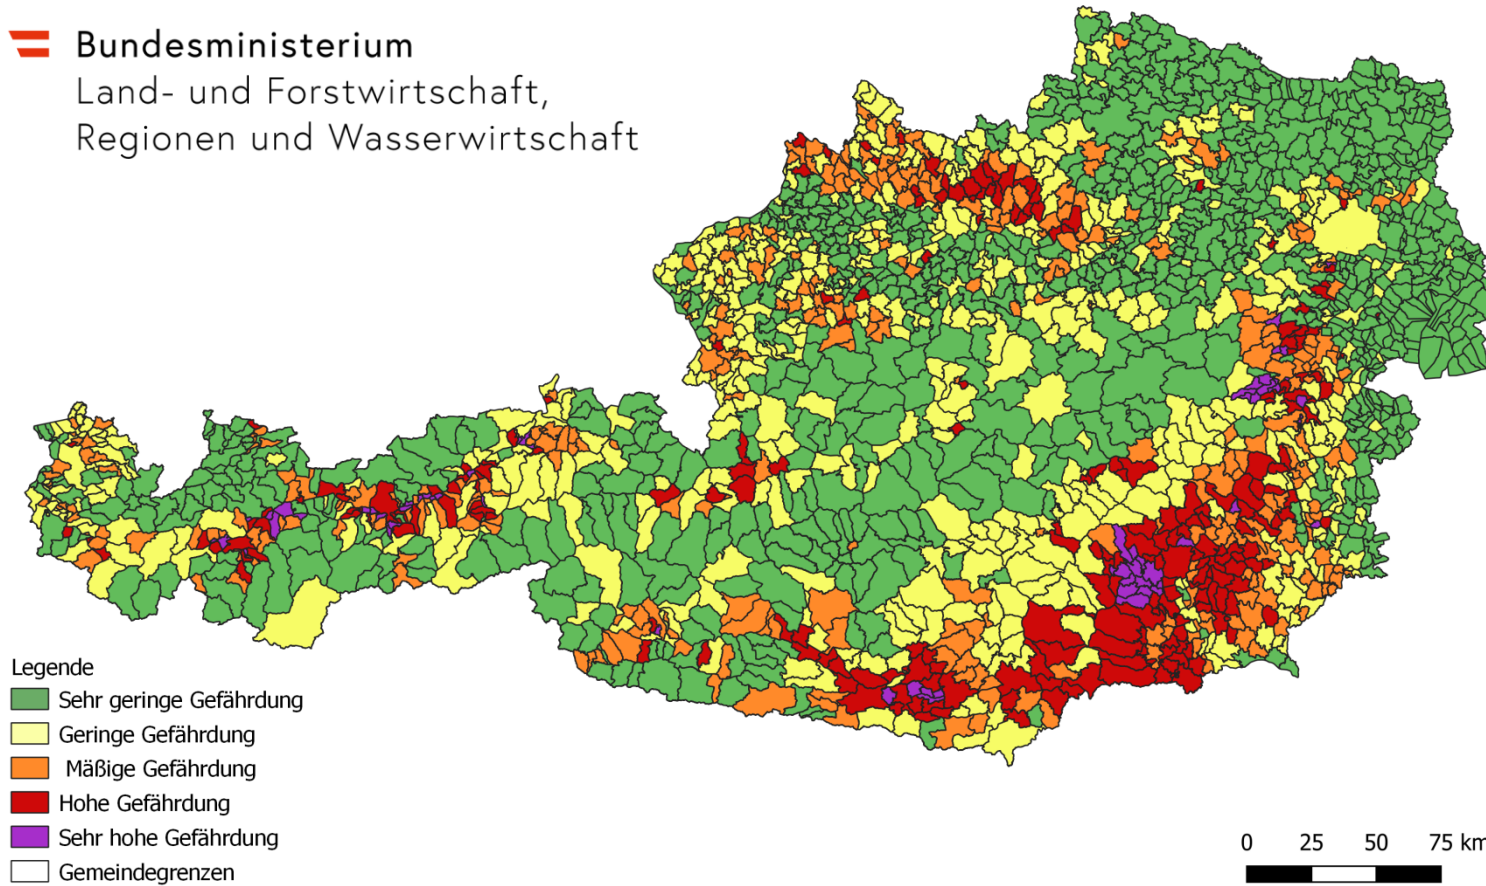 Bundesministerium
Land- und Forstwirtschaft,
Regionen und Wasserwirtschaft
Legende
Sehr geringe Gefährdung
Geringe Gefährdung
Mäßige Gefährdung
Hohe Gefährdung
Sehr hohe Gefährdung
Gemeindegrenzen
0 25 50 75 km